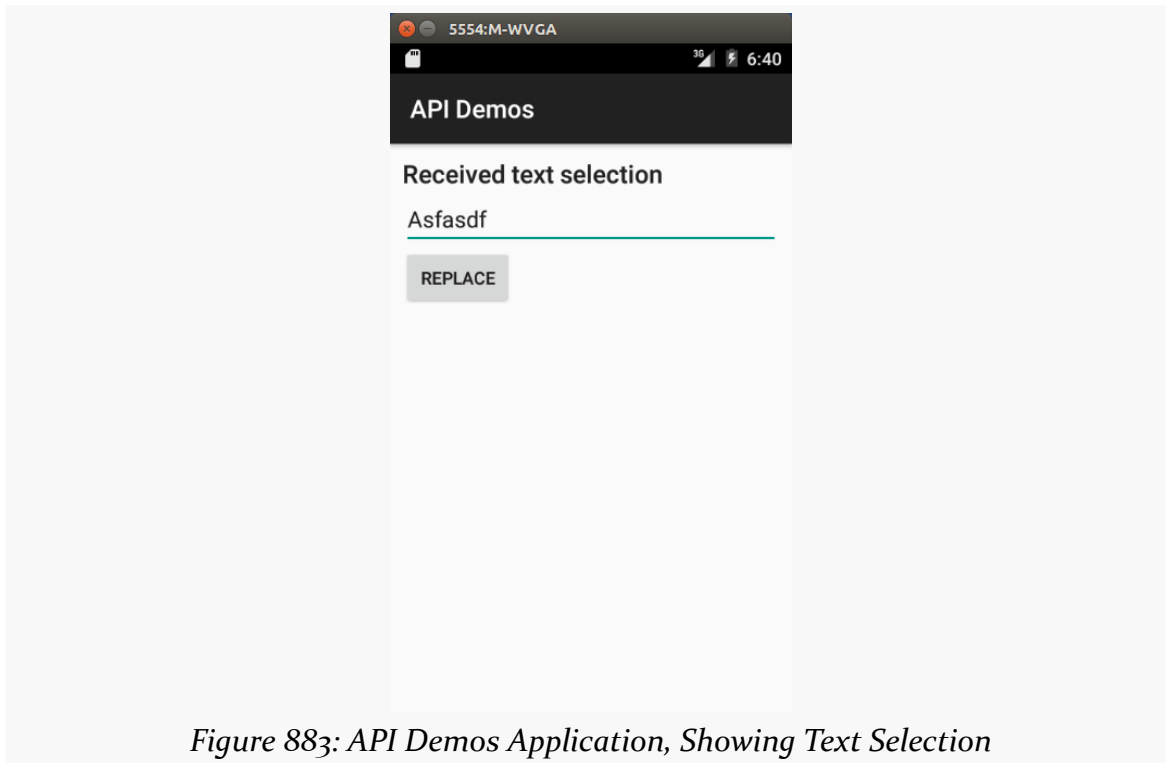 5554:M-WVGA
3G 6:40
API Demos
Received text selection
Asfasdf
REPLACE
Figure 883: API Demos Application, Showing Text Selection